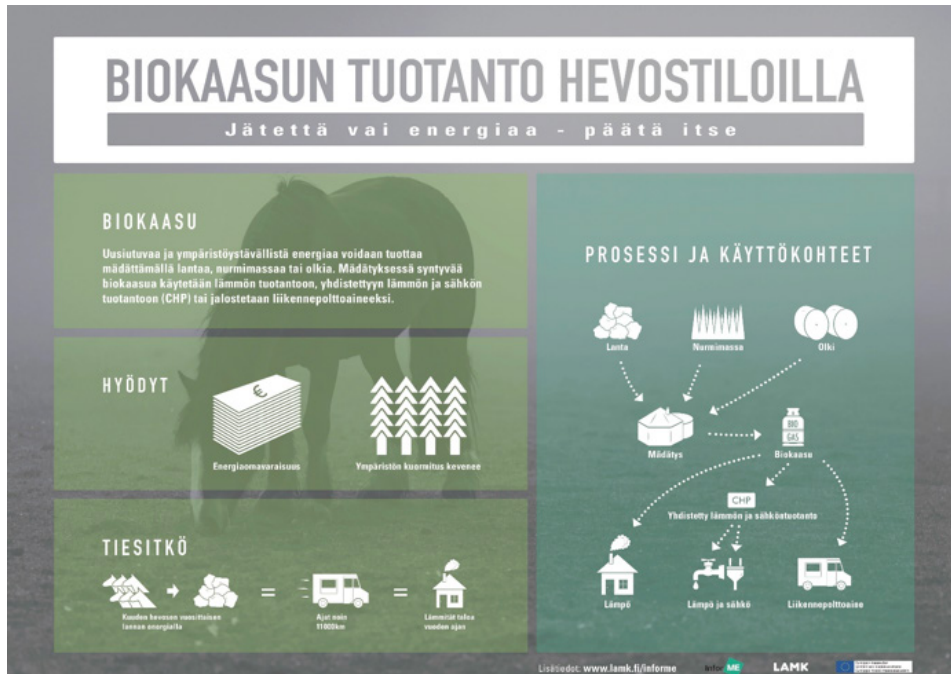 BIOKAASUN TUOTANTO HEVOSTILOILLA
Jätettä vai energiaa - päätä itse
BIOKAASU
Uusiutuvaa ja ympäristöystävällistä energiaa voidaan tuottaa
mädättämällä lantaa, nurmimassaa tai olkia. Mädätyksessä syntyvää
biokaasua käytetään lämmön tuotantoon, yhdistettyyn lämmön ja sähkön
tuotantoon (CHP) tai jalostetaan liikennepolttoaineeksi.
HYÖDYT
€
Energiaomavaraisuus
Ympäristön kuormitus kevenee
TIESITKÖ
Kuuden hevosen vuosittaisen
lannan energialla
=
Ajat noin
11800km
=
Lämmität taloa
vuoden ajan
PROSESSI JA KÄYTTÖKOHTEET
Lanta
Nurmimassa
Olki
Mädätys
BIO
GAS
Biokaasu
CHP
Yhdistetty lämmön ja sähköntuotanto
Lämpö
Lämpö ja sähkö
Liikennepolttoaine
Lisätiedot: www.lamk.fi/informe
infor ME
LAMK